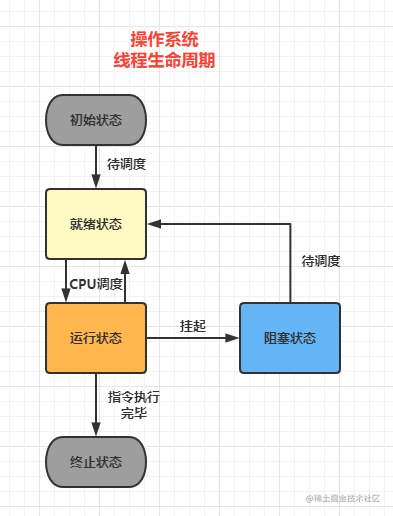 操作系统
线程生命周期
初始状态
待调度
就绪状态
CPU调度
待调度
运行状态
挂起
阻塞状态
指令执行
完毕
终止状态
@稀土掘金技术社区